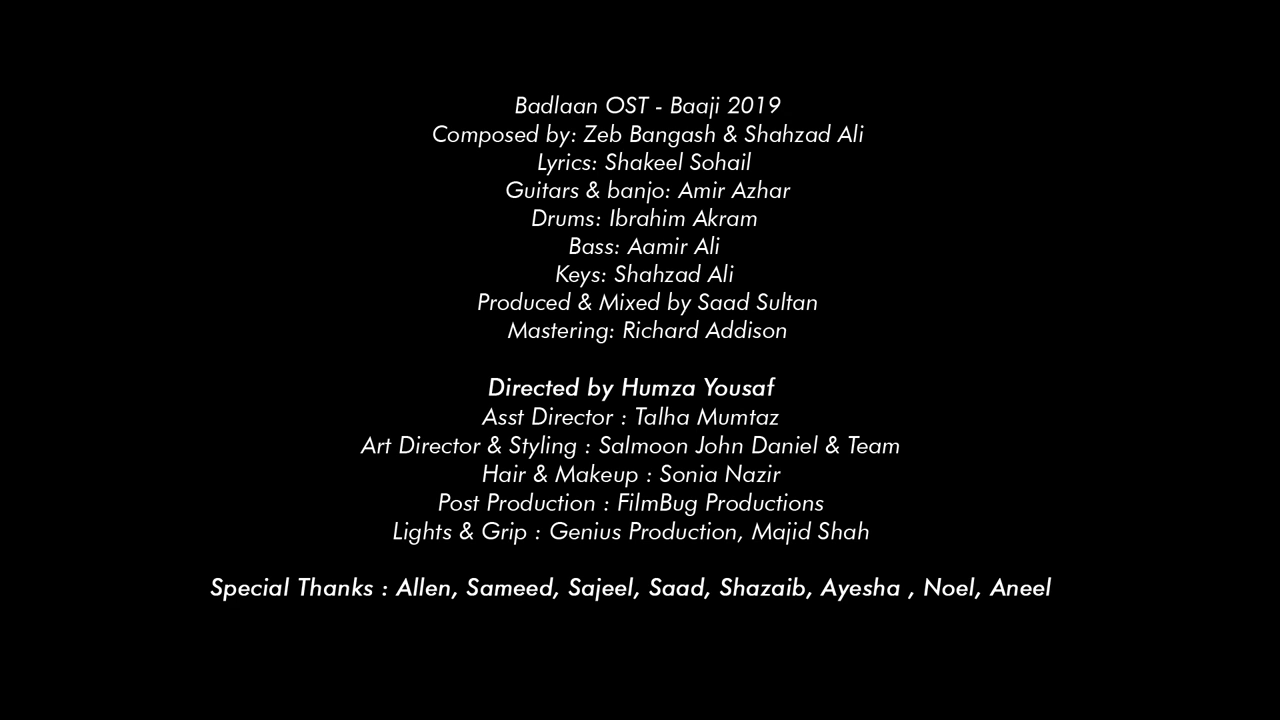 Badlaan OST - Baaji 2019
Composed by: Zeb Bangash & Shahzad Ali
Lyrics: Shakeel Sohail
Guitars & banjo: Amir Azhar
Drums: Ibrahim Akram
Bass: Aamir Ali
Keys: Shahzad Ali
Produced & Mixed by Saad Sultan
Mastering: Richard Addison
Directed by Humza Yousaf
Asst Director : Talha Mumtaz
Art Director & Styling : Salmoon John Daniel & Team
Hair & Makeup : Sonia Nazir
Post Production : FilmBug Productions
Lights & Grip : Genius Production, Majid Shah
Special Thanks : Allen, Sameed, Sajeel, Saad, Shazaib, Ayesha , Noel, Aneel